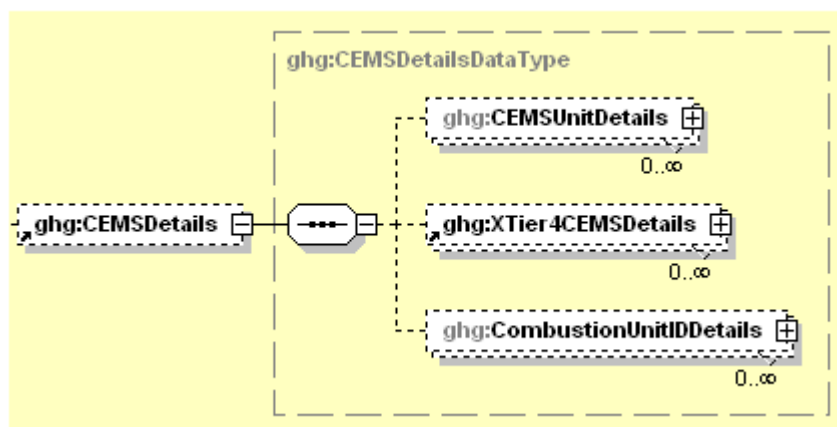 ghg:CEMSDetailsDataType
ghg:CEMSUnitDetails
0..∞
ghg:CEMSDetails
ghg:XTier4CEMSDetails
0..∞
ghg:CombustionUnitIDDetails
0..∞